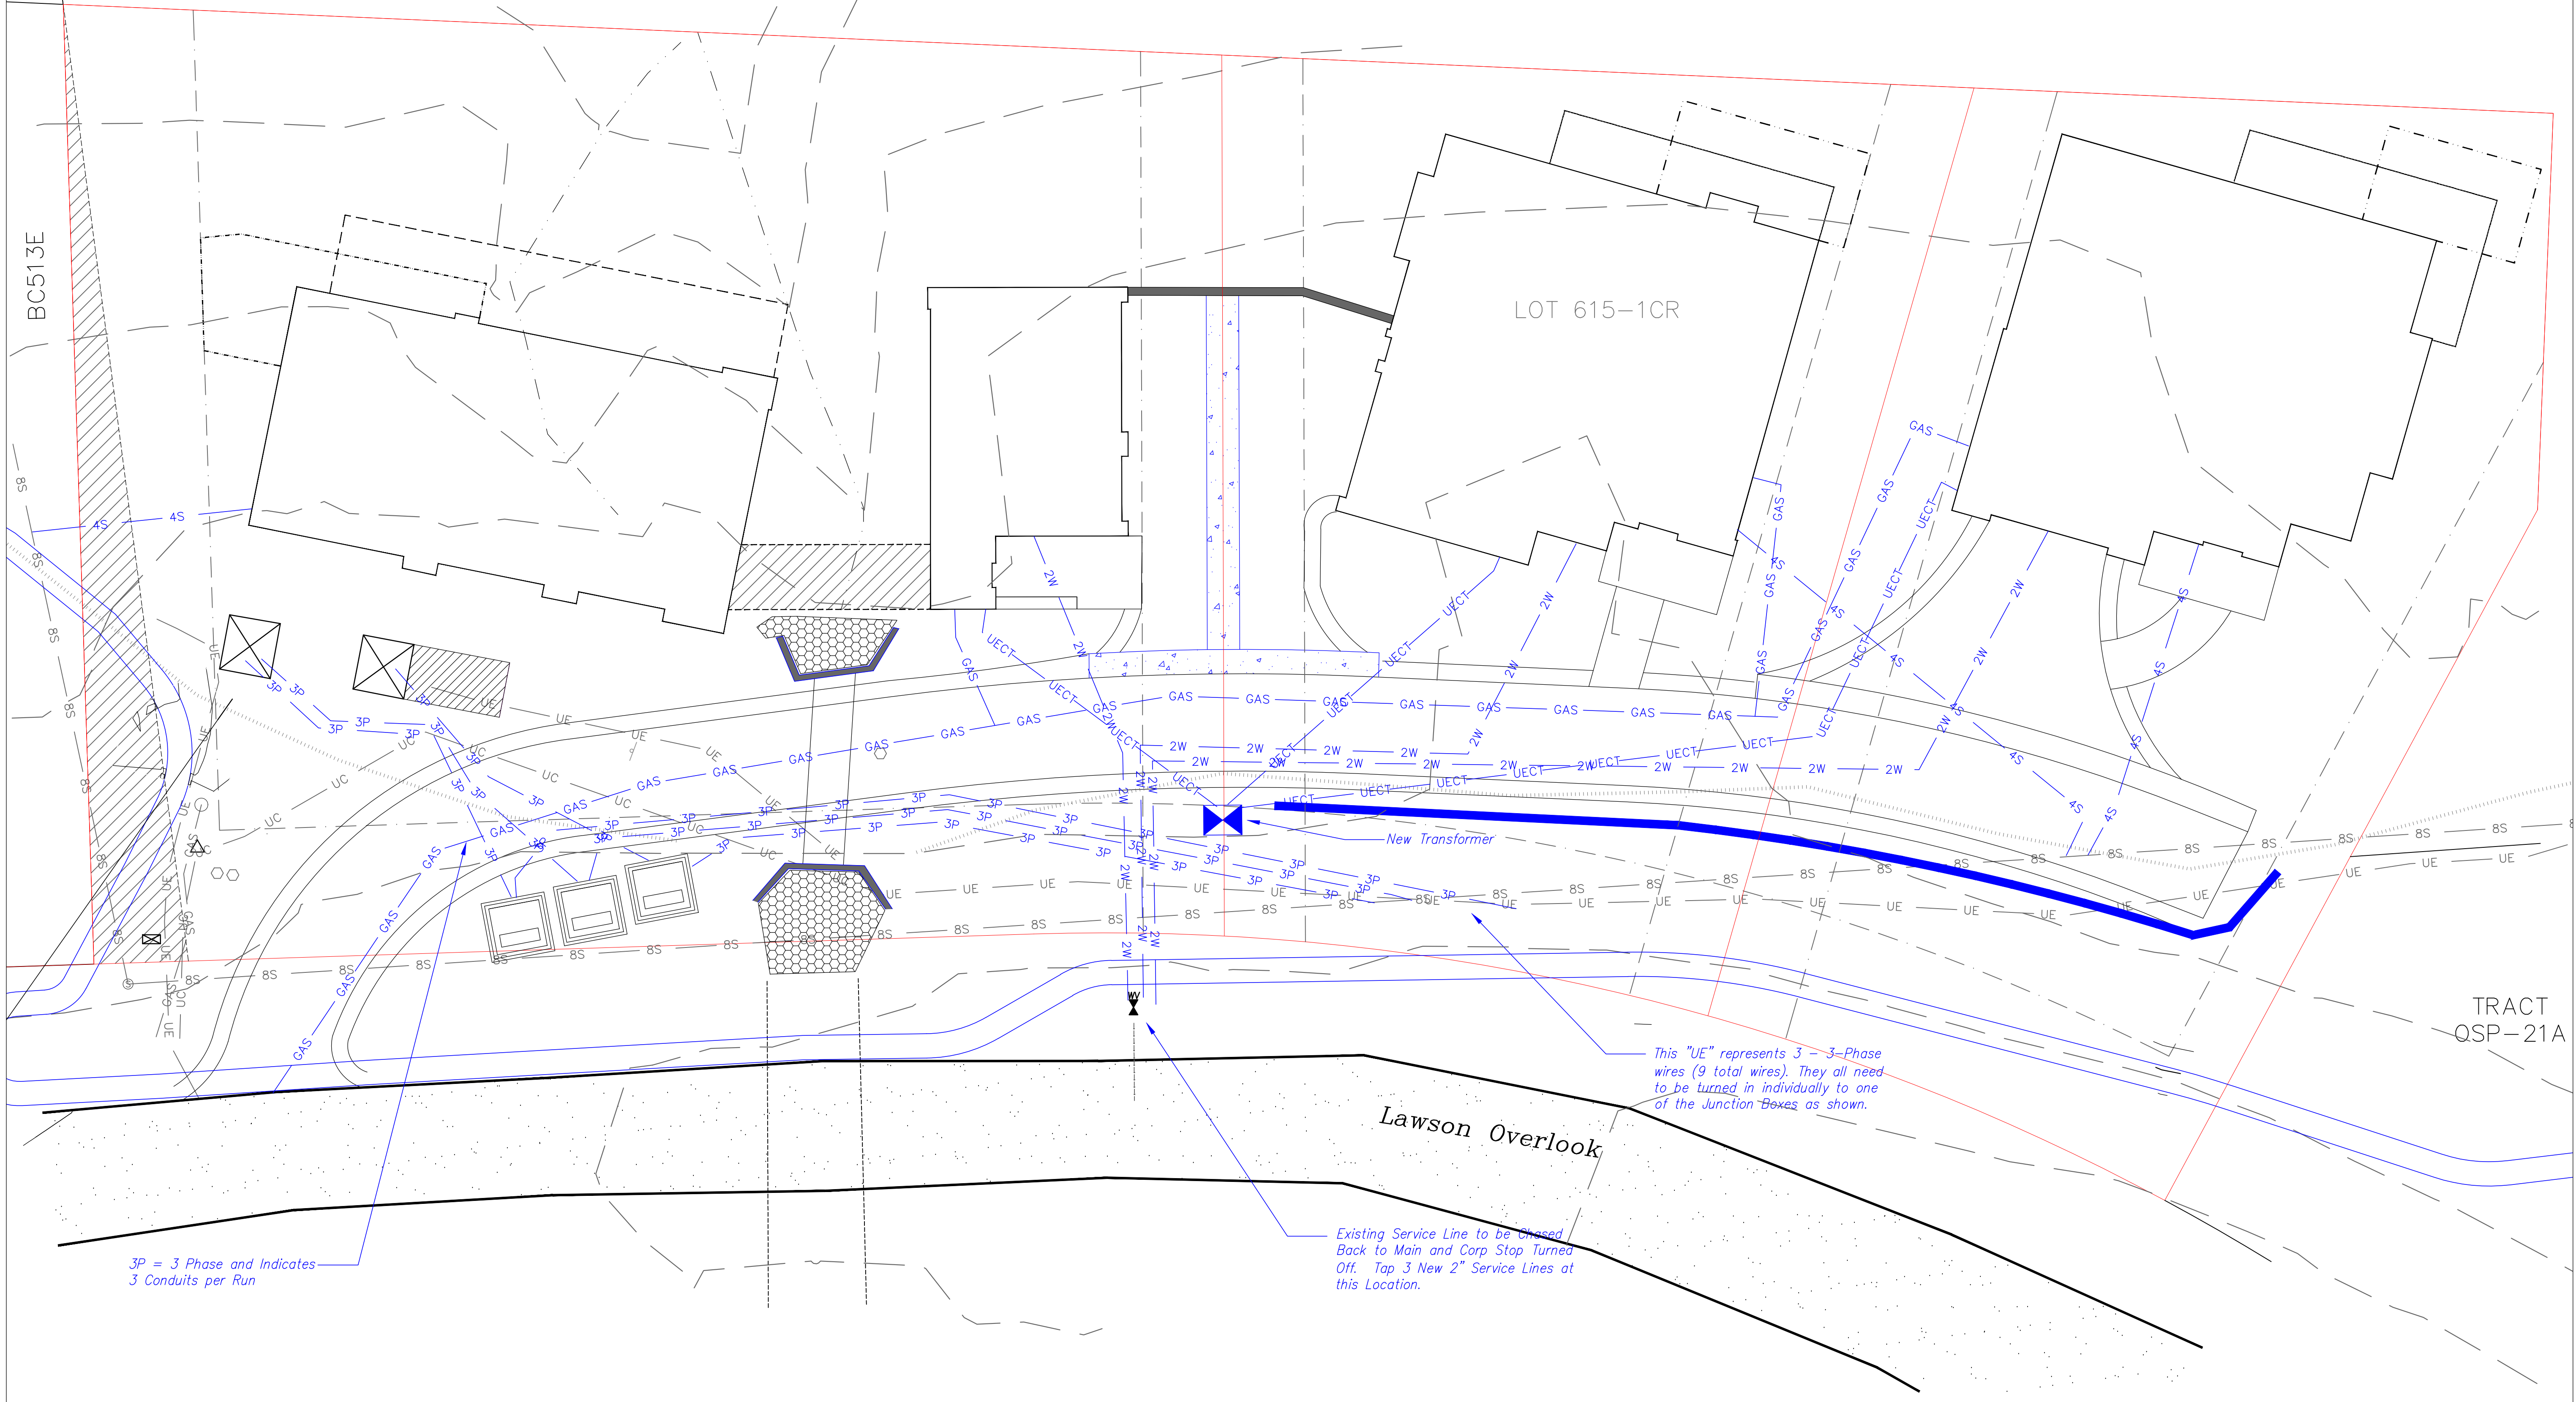 BC513E
LOT 615-1CR
New Transformer
TRACT
OSP-21A
This "UE" represents 3 - 3-Phase
wires (9 total wires). They all need
to be turned in individually to one
of the Junction Boxes as shown.
Lawson Overlook
Existing Service Line to be Chased
Back to Main and Corp Stop Turned
Off. Tap 3 New 2" Service Lines at
this Location.
3P = 3 Phase and Indicates
3 Conduits per Run
4S
8S
UE
UC
3P
GAS
UECT
2W
W
S